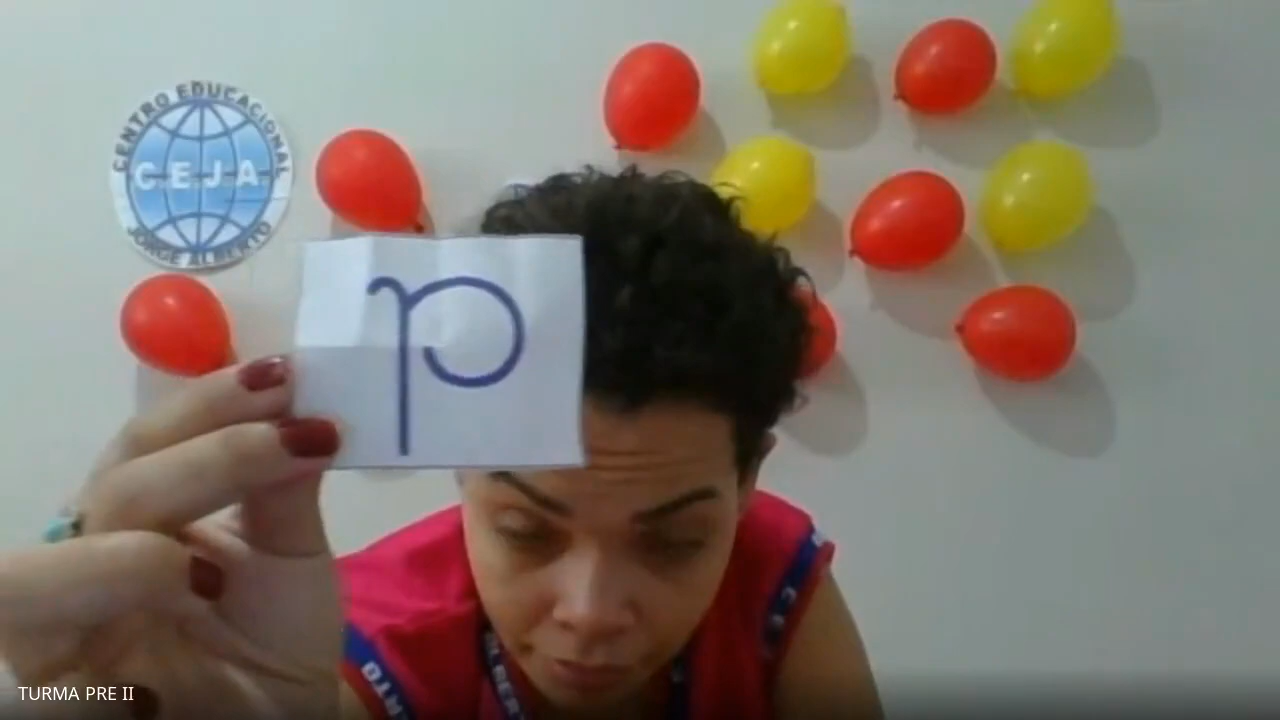 CENTRO EDUCACIONAL
C.E.J.A
JORGE ALBERTO
p
TURMA PRE II